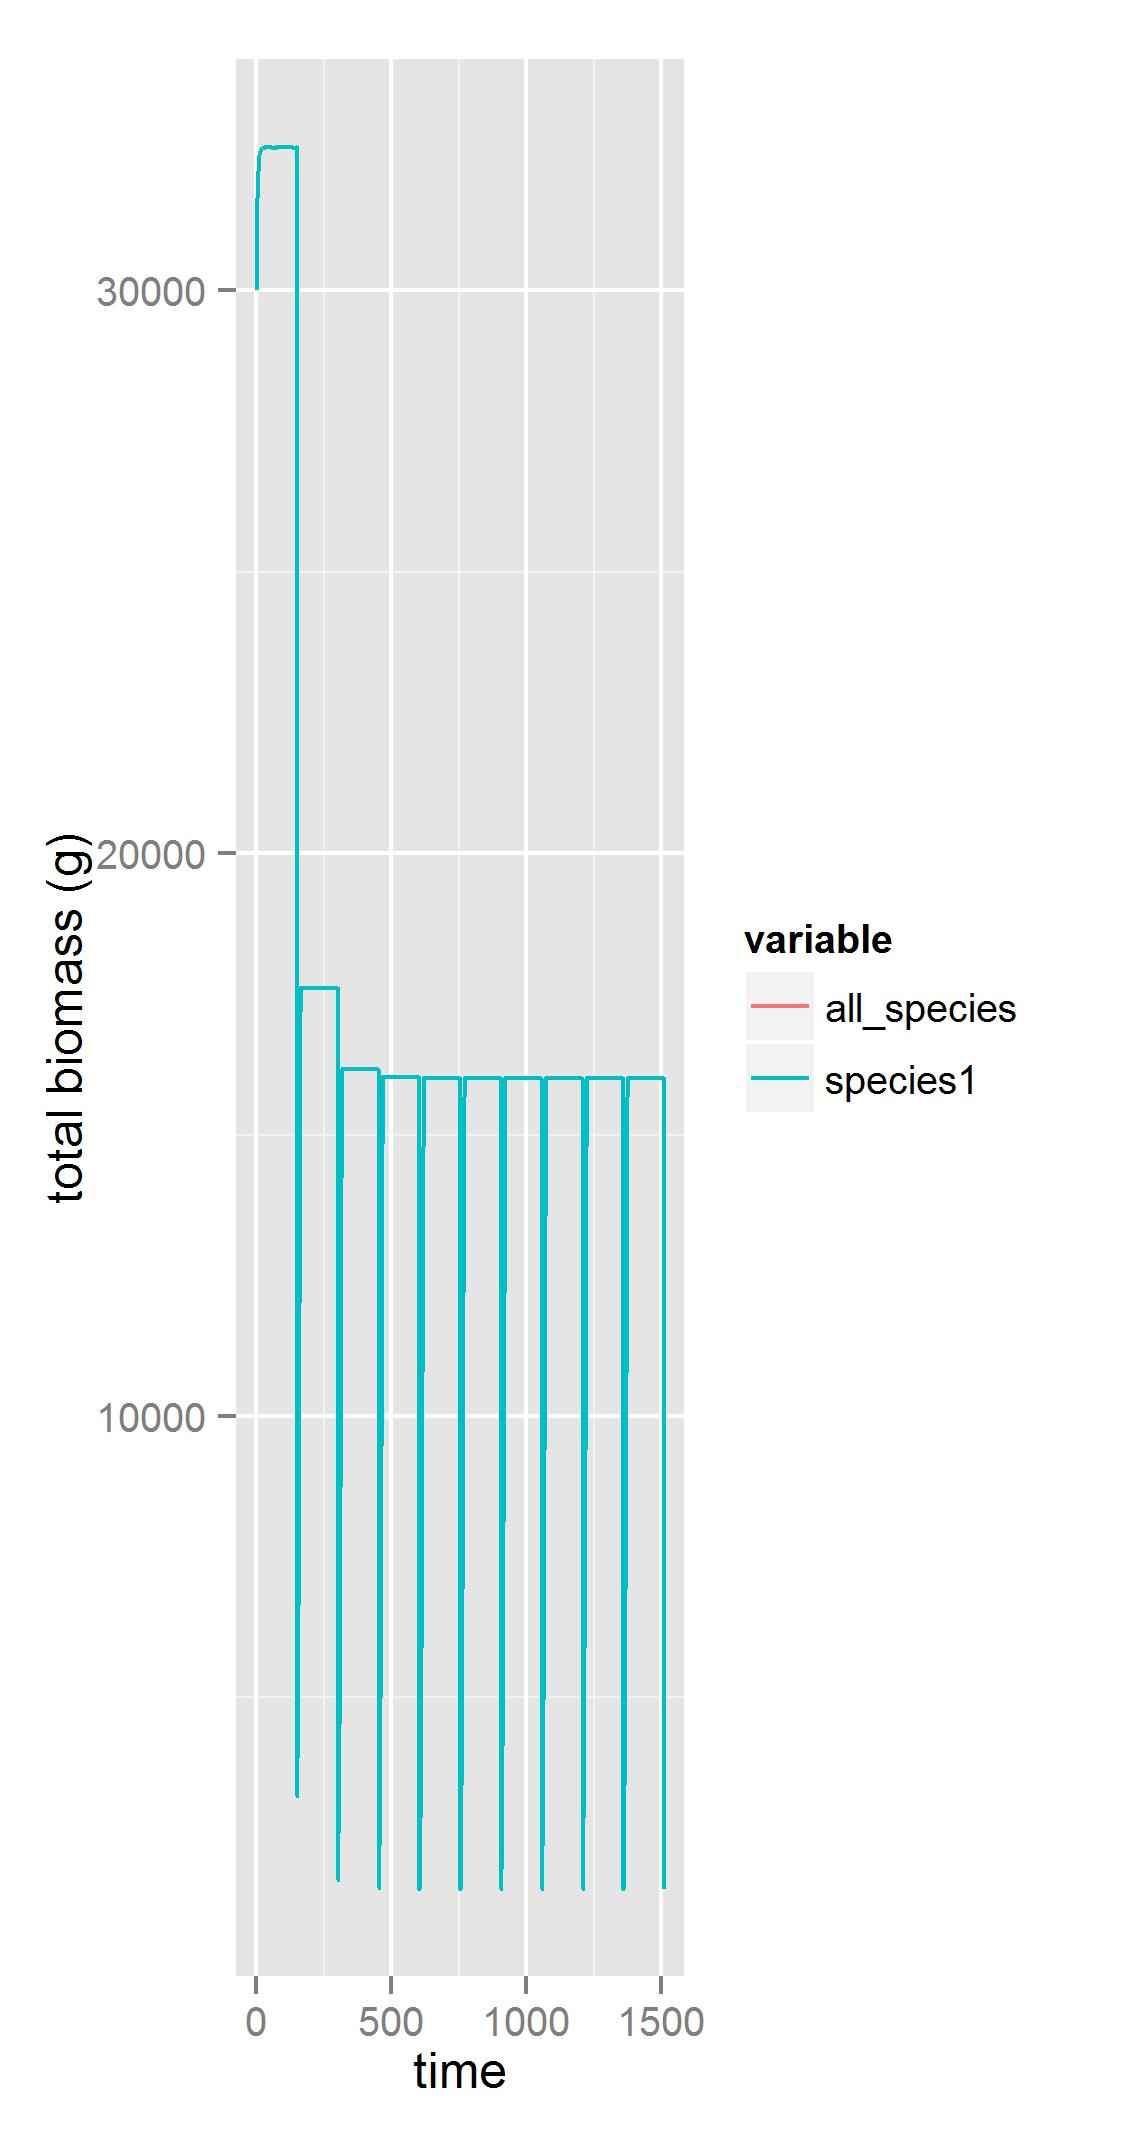 total biomass (g)
30000
20000
10000
0 500 1000 1500
time
variable
all_species
species1